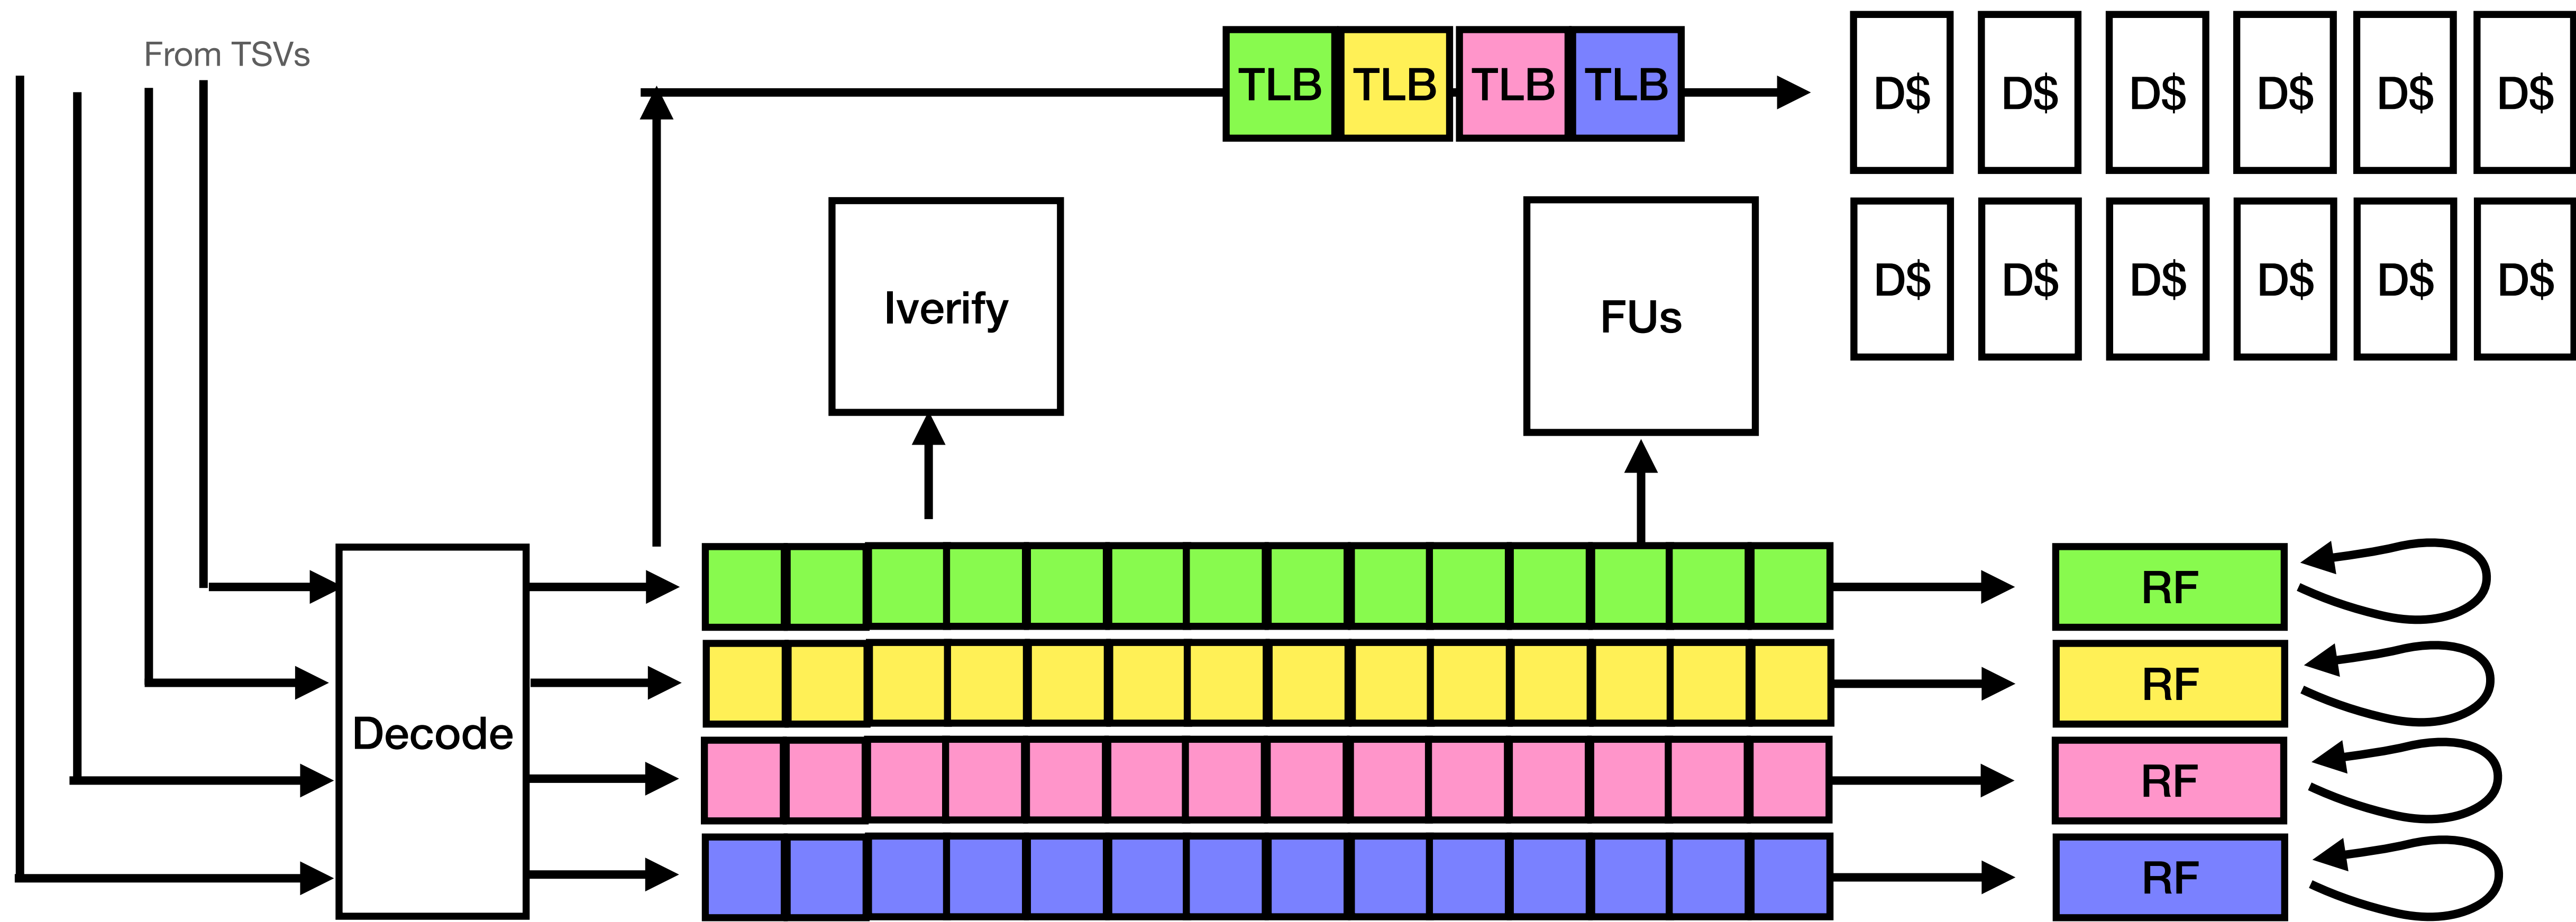 From TSVs
TLB TLB TLB TLB
D$ D$ D$ D$ D$ D$
Iverify
FUs
D$ D$ D$ D$ D$ D$
Decode
RF
RF
RF
RF